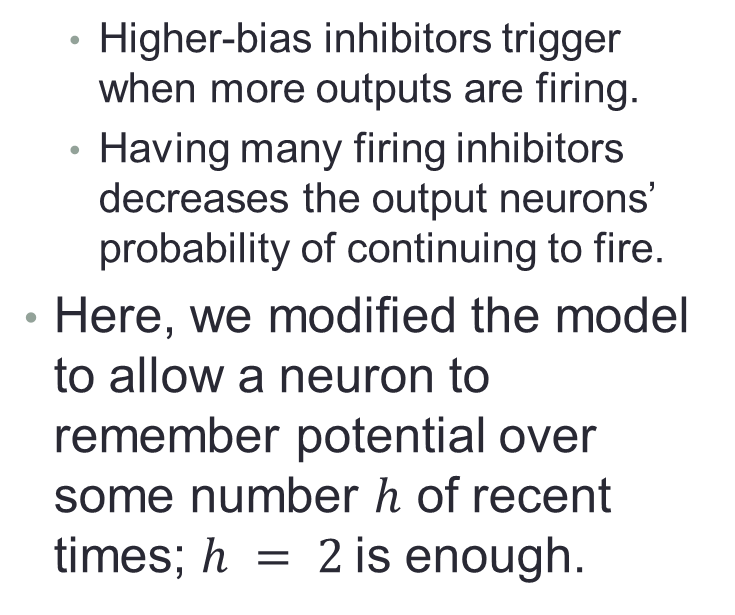 • Higher-bias inhibitors trigger
when more outputs are firing.
• Having many firing inhibitors
decreases the output neurons’
probability of continuing to fire.
• Here, we modified the model
to allow a neuron to
remember potential over
some number ℎ of recent
times; ℎ = 2 is enough.